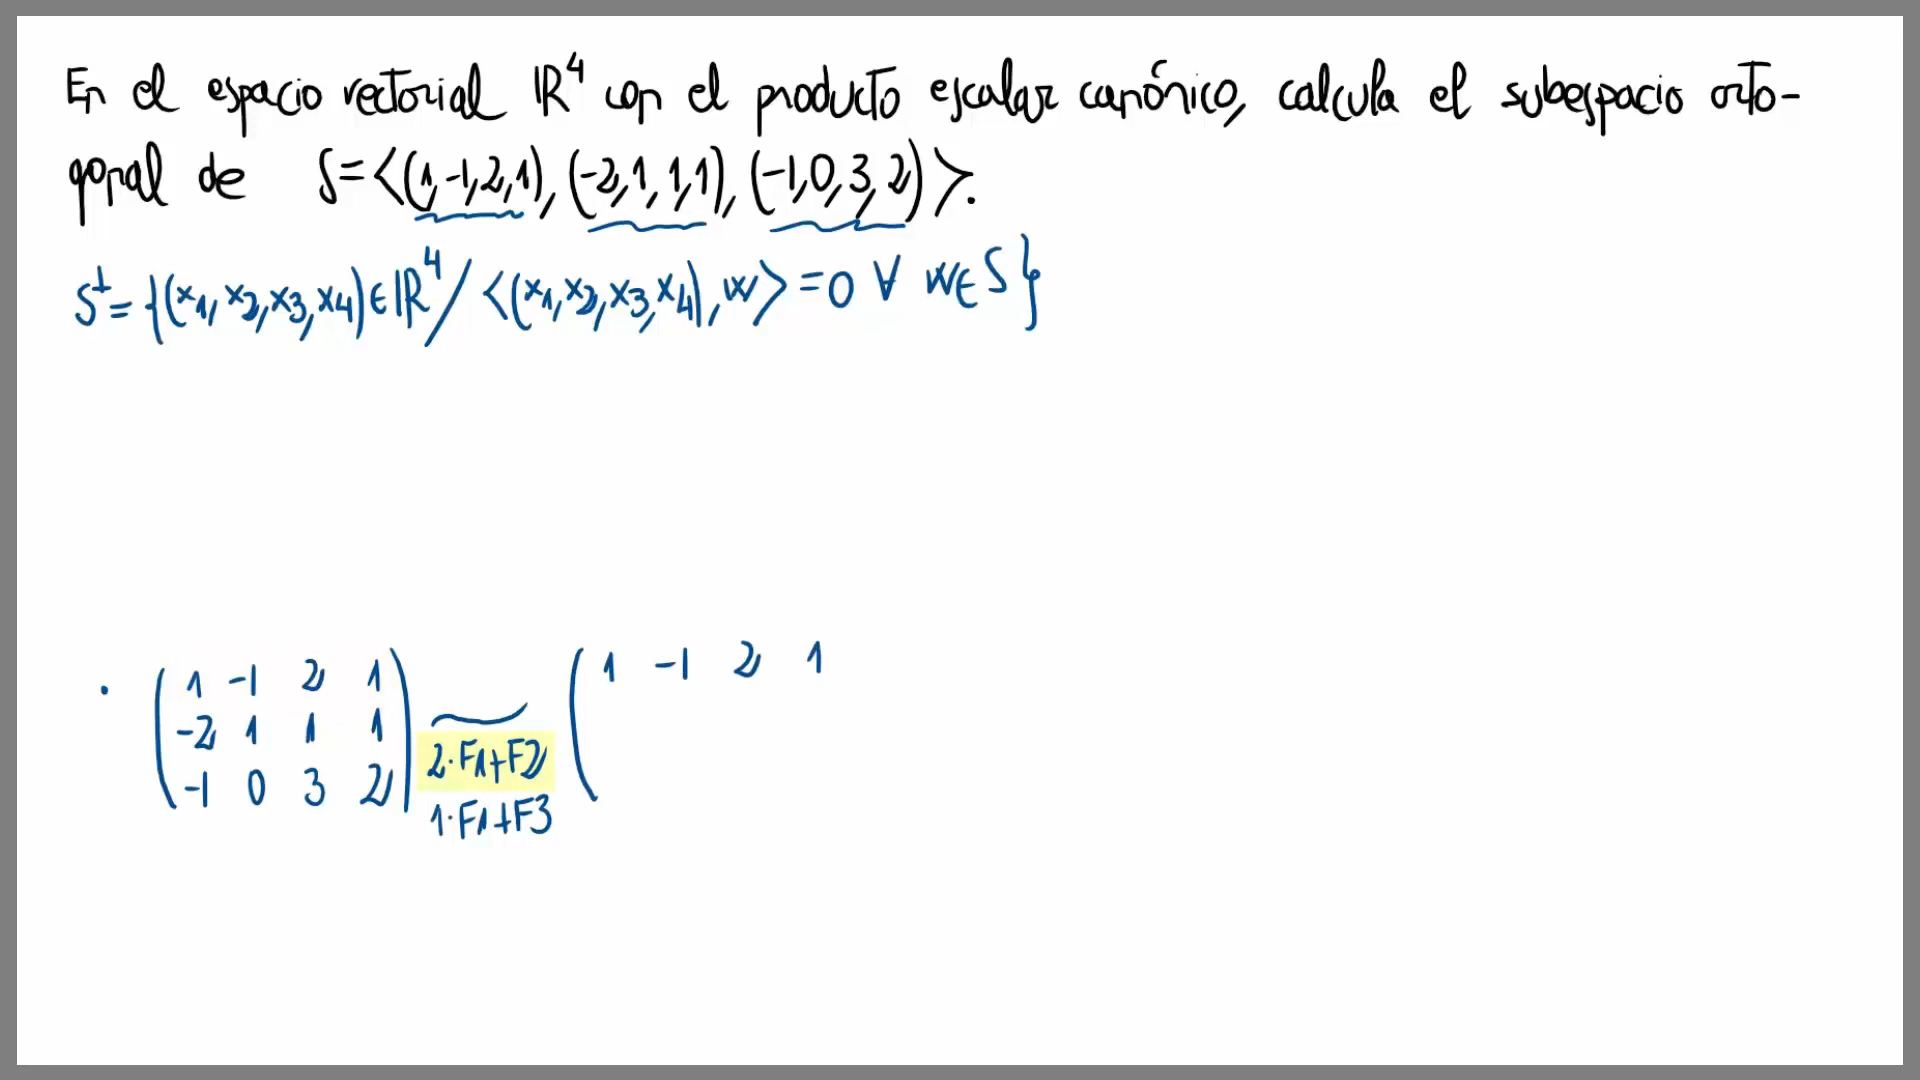 En el espacio vectorial ℝ⁴ con el producto escalar canónico, calcula el subespacio orto-
gonal de S=<(1,-1,2,1), (-2,1,1,1), (-1,0,3,2)>.
S^⊥ = {(x₁,x₂,x₃,x₄)∈ℝ⁴/ <(x₁,x₂,x₃,x₄),w> =0 ∀ w∈S}
· ( 1 -1 2 1 ) ( 1 -1 2 1
-2 1 1 1 2·F1+F2
-1 0 3 2 1·F1+F3